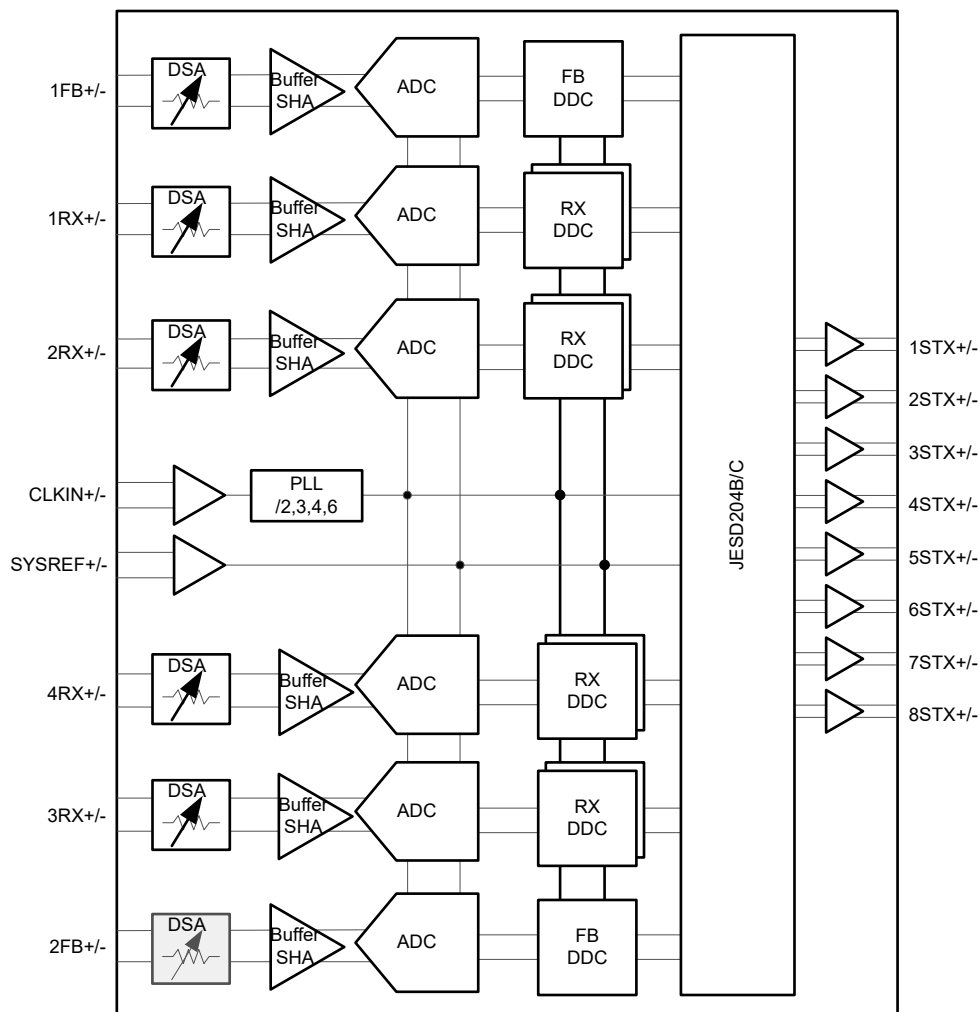 1FB+/-
DSA
Buffer
SHA
ADC
FB
DDC
1RX+/-
DSA
Buffer
SHA
ADC
RX
DDC
2RX+/-
DSA
Buffer
SHA
ADC
RX
DDC
CLKIN+/-
PLL
/2,3,4,6
SYSREF+/-
4RX+/-
DSA
Buffer
SHA
ADC
RX
DDC
3RX+/-
DSA
Buffer
SHA
ADC
RX
DDC
2FB+/-
DSA
Buffer
SHA
ADC
FB
DDC
JESD204B/C
1STX+/-
2STX+/-
3STX+/-
4STX+/-
5STX+/-
6STX+/-
7STX+/-
8STX+/-